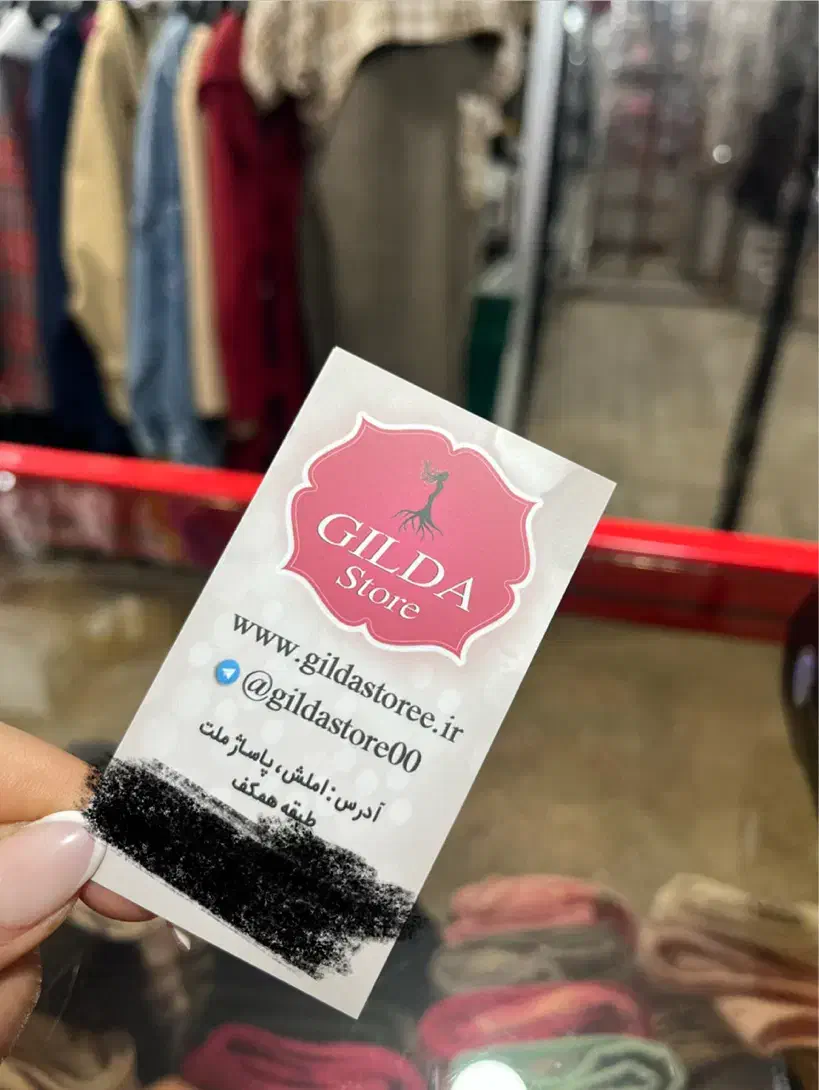 GILDA
Store
www.gildastoree.ir
@gildastore00
آدرس : املش ، پاساژ ملت
طبقه همکف